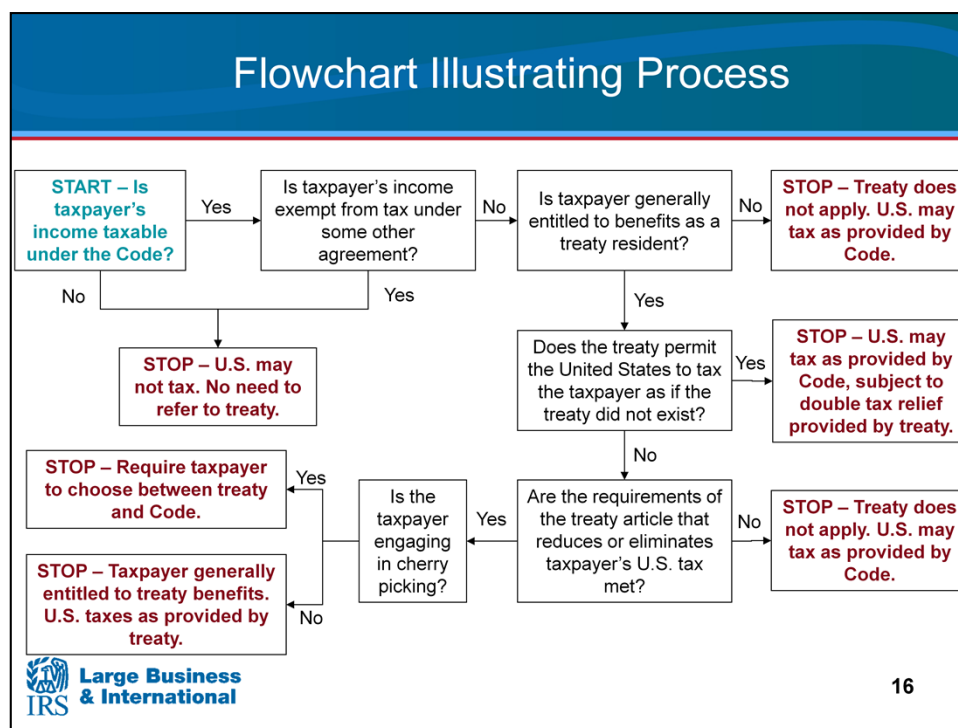 Flowchart Illustrating Process
START – Is
taxpayer's
income taxable
under the Code?
Yes
Is taxpayer's income
exempt from tax under
some other
agreement?
No
Is taxpayer generally
entitled to benefits as a
treaty resident?
No
STOP – Treaty does
not apply. U.S. may
tax as provided by
Code.
No
Yes
Yes
STOP – U.S. may
not tax. No need to
refer to treaty.
Does the treaty permit
the United States to tax
the taxpayer as if the
treaty did not exist?
Yes
STOP – U.S. may
tax as provided by
Code, subject to
double tax relief
provided by treaty.
No
STOP – Require taxpayer
to choose between treaty
and Code.
Yes
Is the
taxpayer
engaging
in cherry
picking?
Yes
Are the requirements of
the treaty article that
reduces or eliminates
taxpayer's U.S. tax
met?
No
STOP – Treaty does
not apply. U.S. may
tax as provided by
Code.
STOP – Taxpayer generally
entitled to treaty benefits.
U.S. taxes as provided by
treaty.
No
IRS
Large Business
& International
16